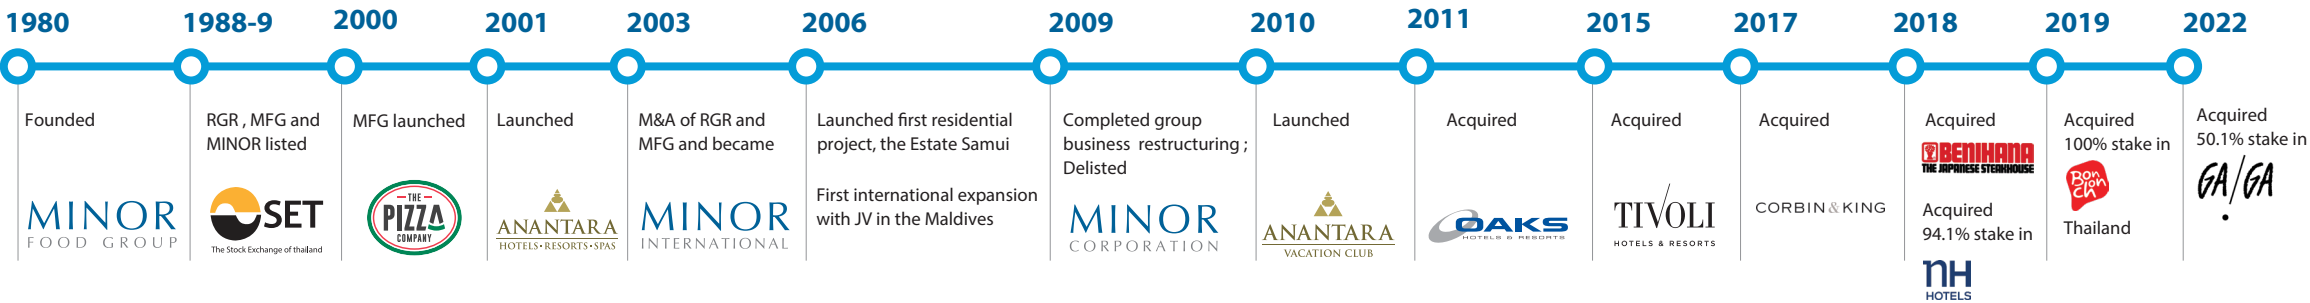 1980
Founded
MINOR
FOOD GROUP
1988-9
RGR , MFG and
MINOR listed
SET
The Stock Exchange of thailand
2000
MFG launched
THE
PIZZA
COMPANY
2001
Launched
ANANTARA
HOTELS•RESORTS•SPAS
2003
M&A of RGR and
MFG and became
MINOR
INTERNATIONAL
2006
Launched first residential
project, the Estate Samui
First international expansion
with JV in the Maldives
2009
Completed group
business restructuring ;
Delisted
MINOR
CORPORATION
2010
Launched
ANANTARA
VACATION CLUB
2011
Acquired
OAKS
HOTELS & RESORTS
2015
Acquired
TIVOLI
HOTELS & RESORTS
2017
Acquired
CORBIN&KING
2018
Acquired
BENIHANA
THE JAPANESE STEAKHOUSE
Acquired
94.1% stake in
nH
HOTELS
2019
Acquired
100% stake in
Bon
chon
Thailand
2022
Acquired
50.1% stake in
GA/GA